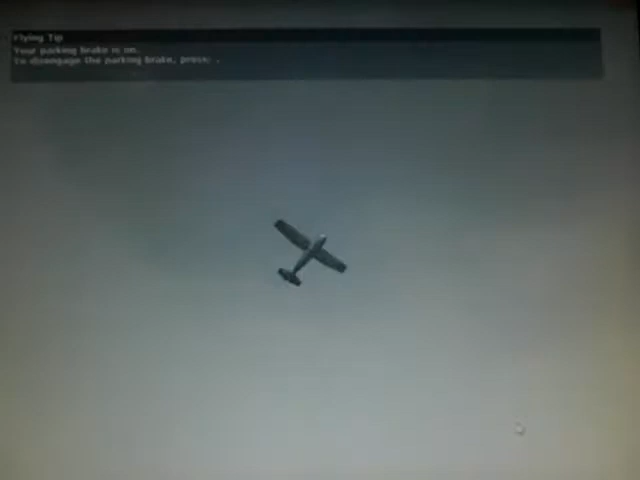 Flying Tip
Your parking brake is on.
To disengage the parking brake, press: .